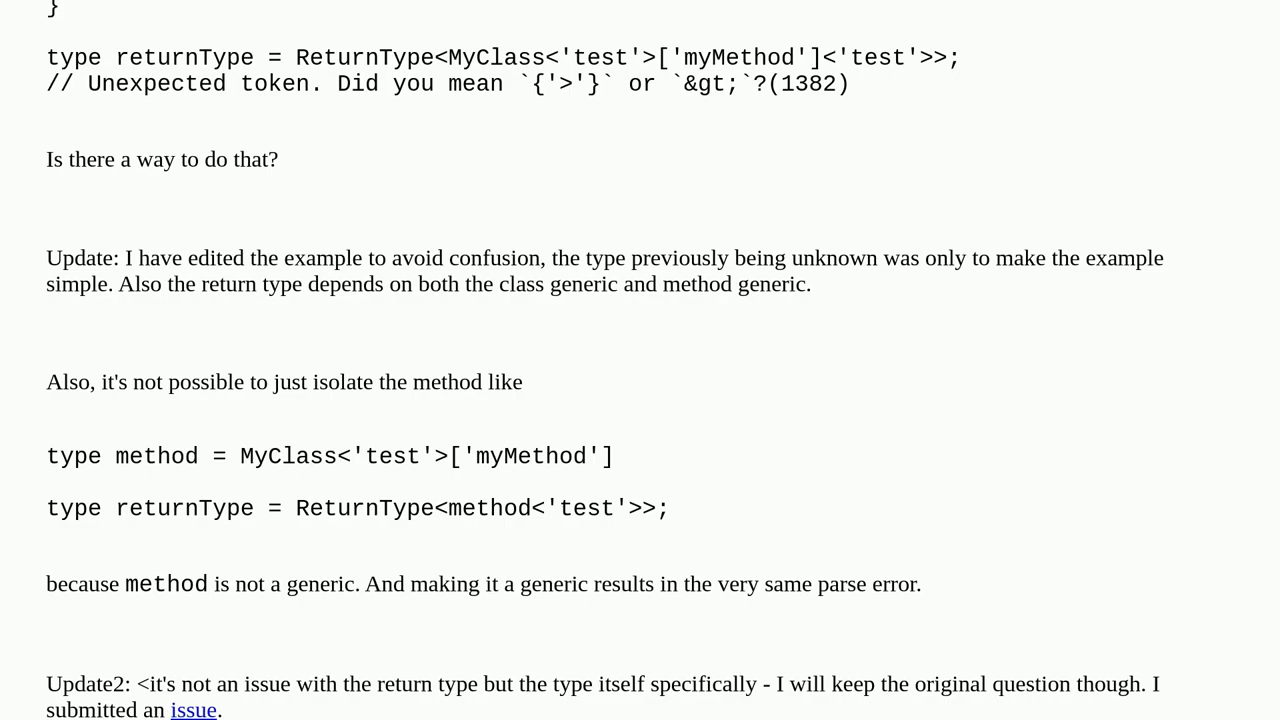 }
type returnType = ReturnType<MyClass<'test'>['myMethod']<'test'>>;
// Unexpected token. Did you mean `{'>'}` or `&gt;`?(1382)
Is there a way to do that?
Update: I have edited the example to avoid confusion, the type previously being unknown was only to make the example
simple. Also the return type depends on both the class generic and method generic.
Also, it's not possible to just isolate the method like
type method = MyClass<'test'>['myMethod']
type returnType = ReturnType<method<'test'>>;
because method is not a generic. And making it a generic results in the very same parse error.
Update2: <it's not an issue with the return type but the type itself specifically - I will keep the original question though. I
submitted an issue.